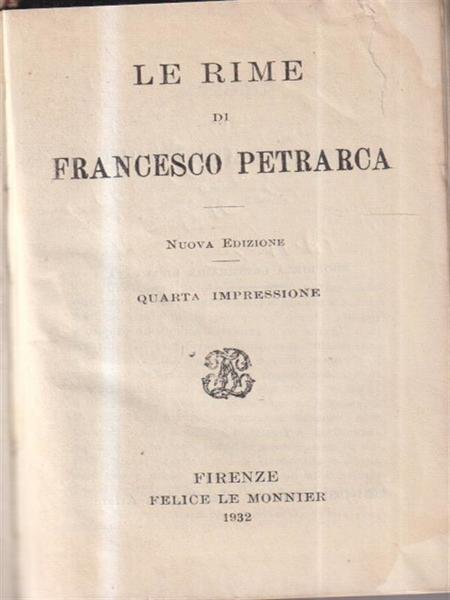 LE RIME
DI
FRANCESCO PETRARCA
NUOVA EDIZIONE
QUARTA IMPRESSIONE
FIRENZE
FELICE LE MONNIER
1932